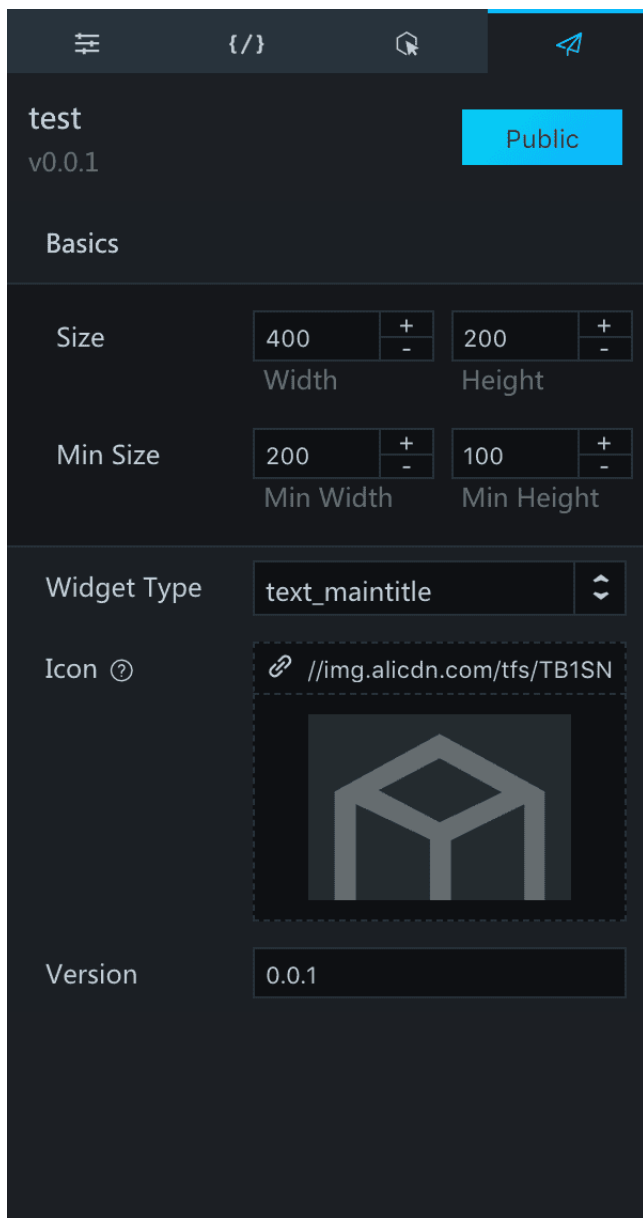 {/}
test
Public
v0.0.1
Basics
Size
400 + -
200 + -
Width
Height
Min Size
200 + -
100 + -
Min Width
Min Height
Widget Type
text_maintitle
Icon ?
//img.alicdn.com/tfs/TB1SN
Version
0.0.1